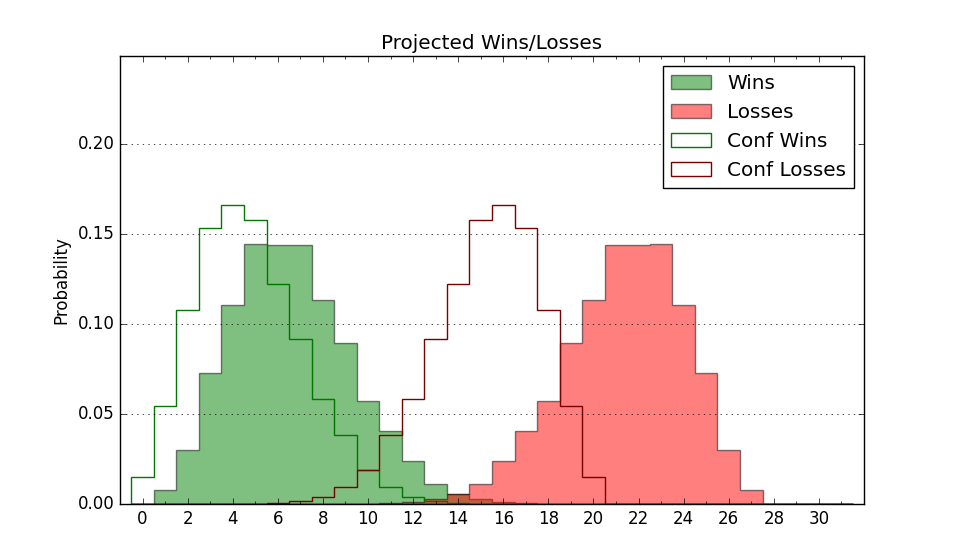 Projected Wins/Losses
Wins
Losses
Conf Wins
Conf Losses
Probability
0.20
0.15
0.10
0.05
0.00
0 2 4 6 8 10 12 14 16 18 20 22 24 26 28 30